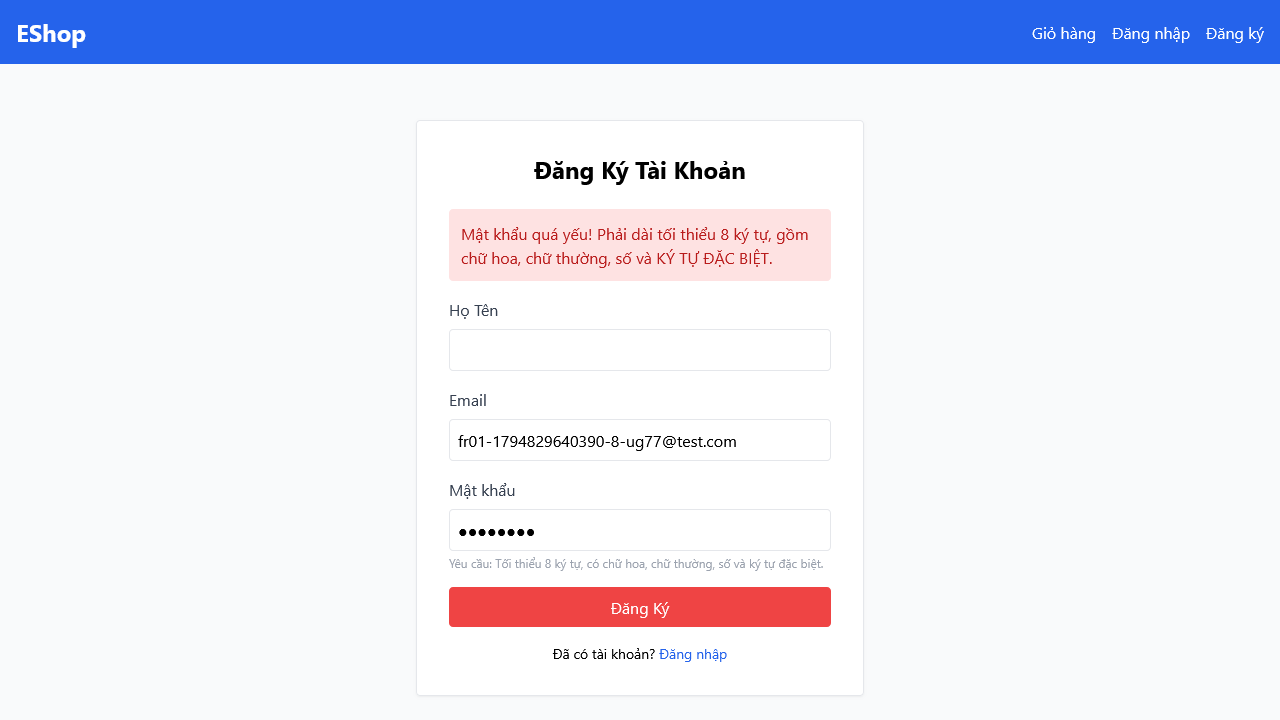 EShop
Giỏ hàng
Đăng nhập
Đăng ký
Đăng Ký Tài Khoản
Mật khẩu quá yếu! Phải dài tối thiểu 8 ký tự, gồm
chữ hoa, chữ thường, số và KÝ TỰ ĐẶC BIỆT.
Họ Tên
Email
fr01-1794829640390-8-ug77@test.com
Mật khẩu
●●●●●●●●
Yêu cầu: Tối thiểu 8 ký tự, có chữ hoa, chữ thường, số và ký tự đặc biệt.
Đăng Ký
Đã có tài khoản? Đăng nhập